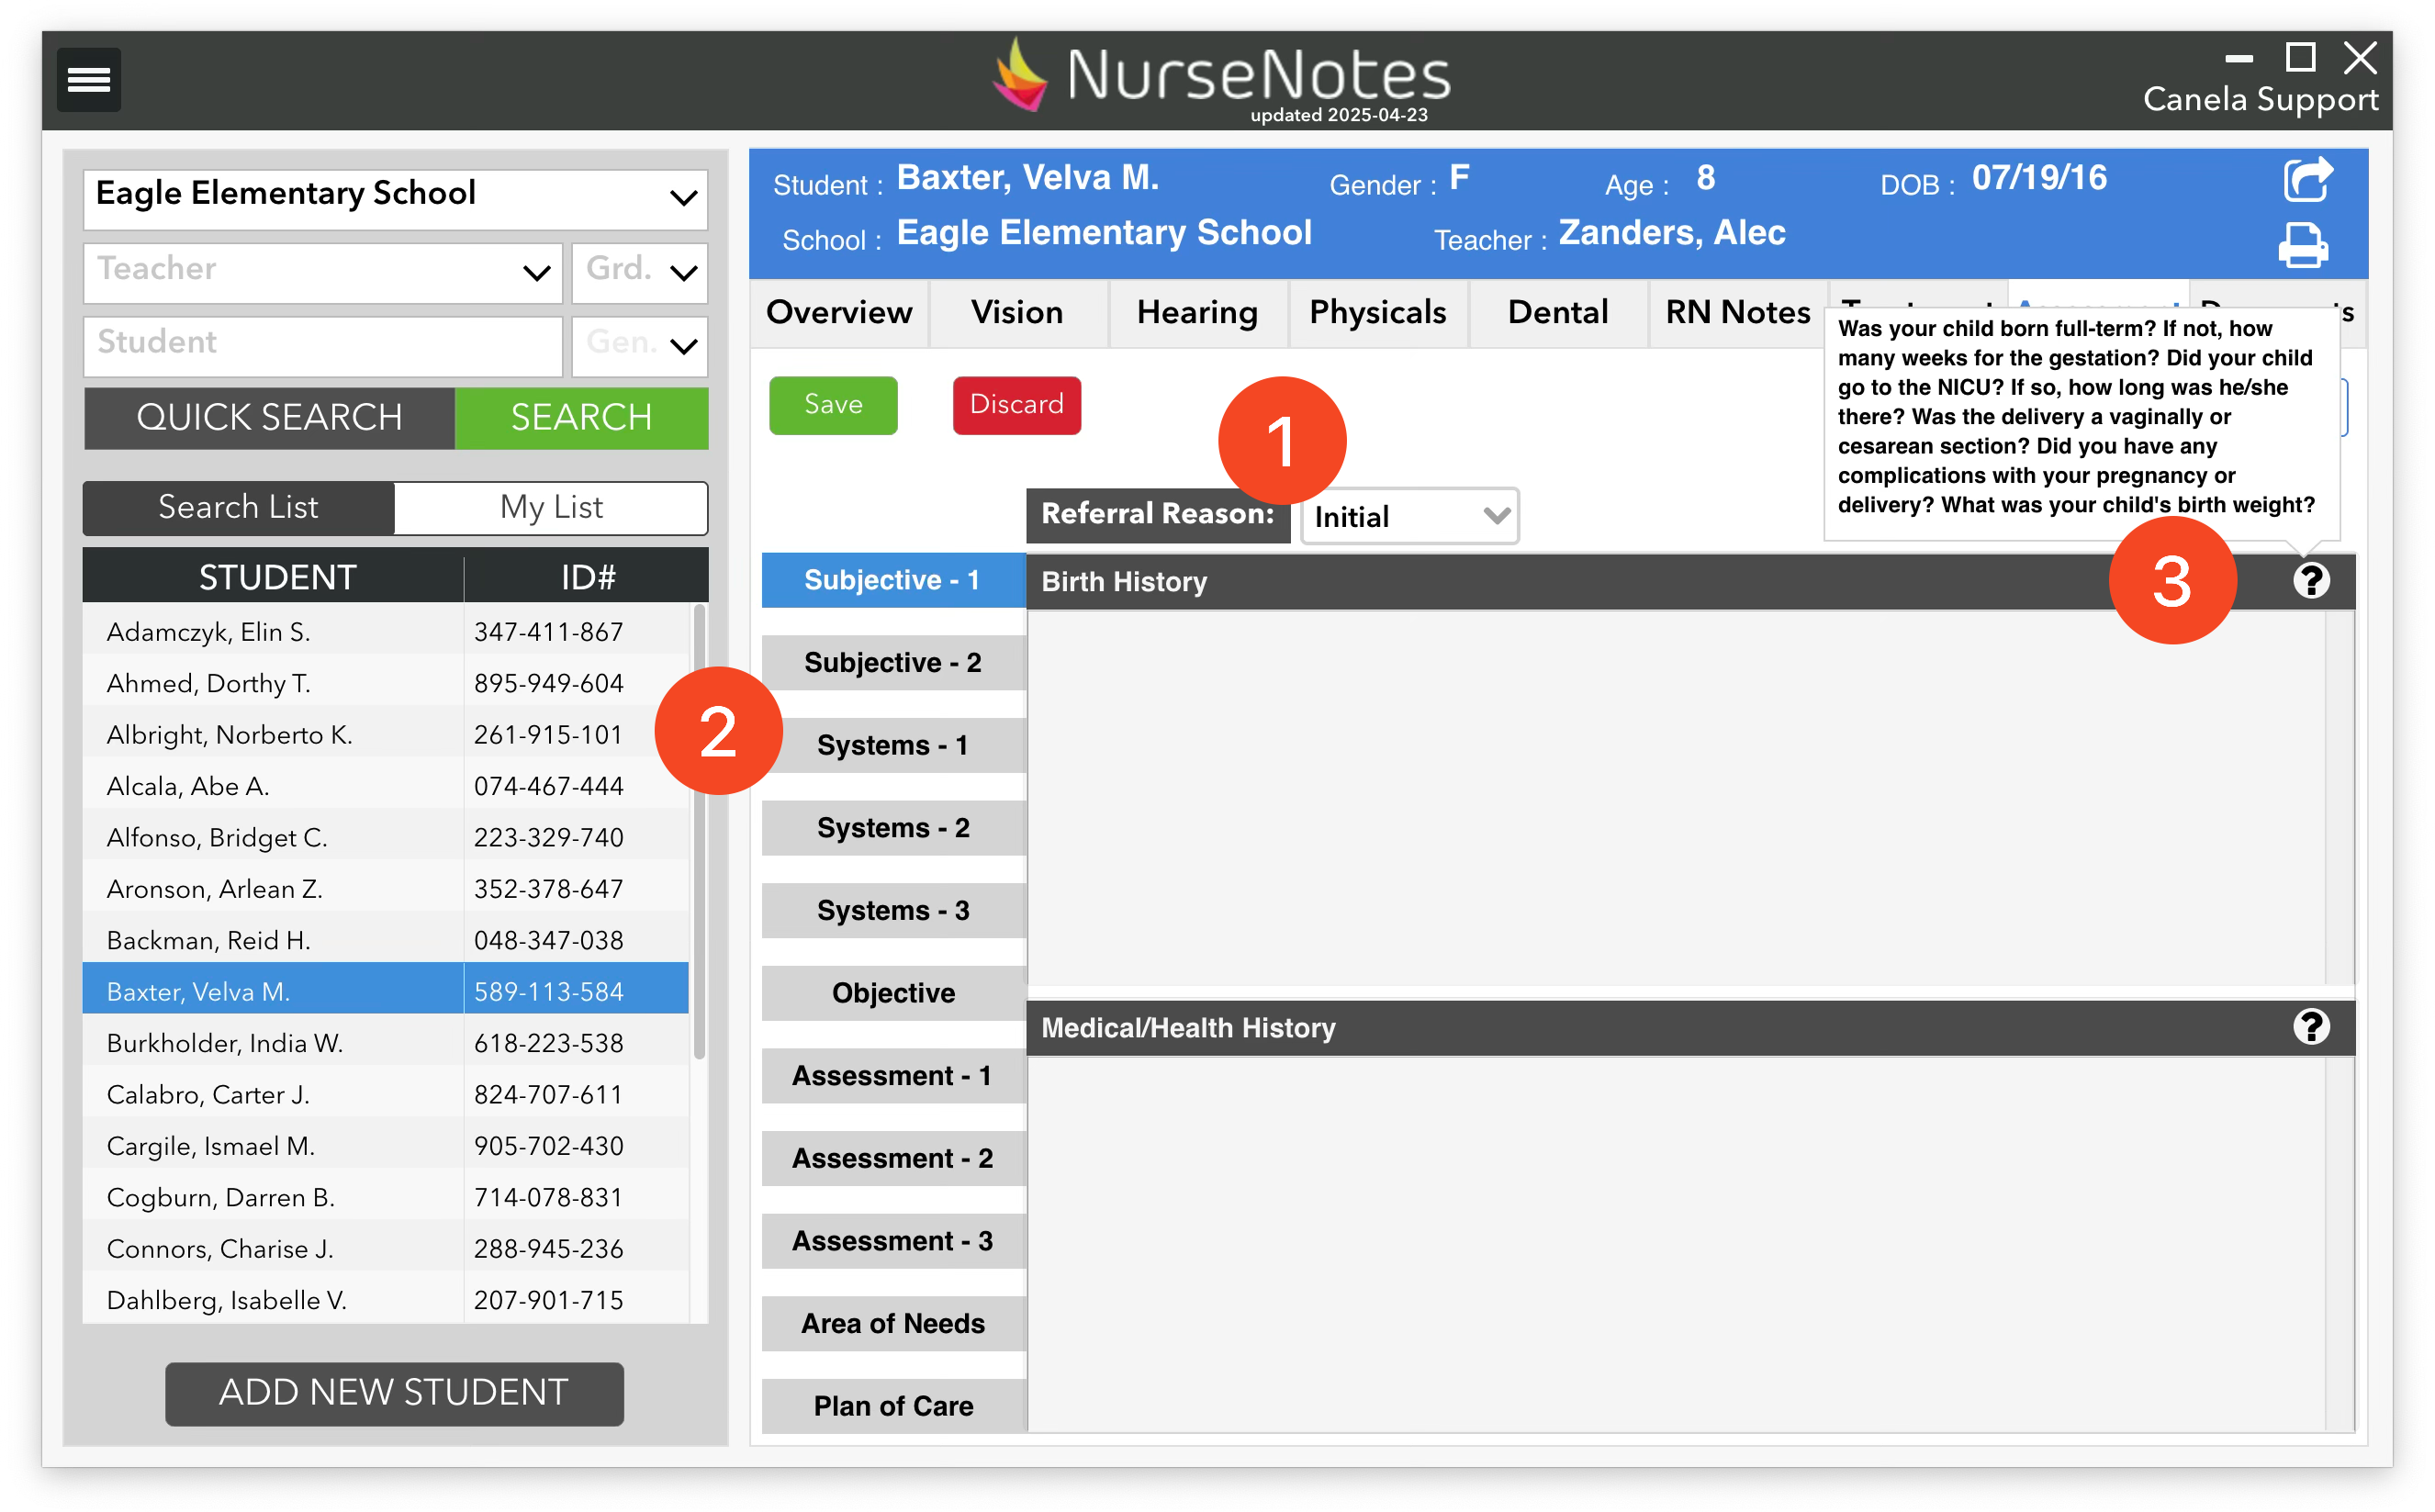 NurseNotes
updated 2025-04-23
Canela Support
Eagle Elementary School
Teacher Grd.
Student Gen.
QUICK SEARCH SEARCH
Search List My List
STUDENT ID#
Adamczyk, Elin S. 347-411-867
Ahmed, Dorthy T. 895-949-604
Albright, Norberto K. 261-915-101
Alcala, Abe A. 074-467-444
Alfonso, Bridget C. 223-329-740
Aronson, Arlean Z. 352-378-647
Backman, Reid H. 048-347-038
Baxter, Velva M. 589-113-584
Burkholder, India W. 618-223-538
Calabro, Carter J. 824-707-611
Cargile, Ismael M. 905-702-430
Cogburn, Darren B. 714-078-831
Connors, Charise J. 288-945-236
Dahlberg, Isabelle V. 207-901-715
ADD NEW STUDENT
Student : Baxter, Velva M. Gender : F Age : 8 DOB : 07/19/16
School : Eagle Elementary School Teacher : Zanders, Alec
Overview Vision Hearing Physicals Dental RN Notes
Save Discard
1
Was your child born full-term? If not, how
many weeks for the gestation? Did your child
go to the NICU? If so, how long was he/she
there? Was the delivery a vaginally or
cesarean section? Did you have any
complications with your pregnancy or
delivery? What was your child's birth weight?
Referral Reason: Initial
2
3
Subjective - 1
Subjective - 2
Systems - 1
Systems - 2
Systems - 3
Objective
Assessment - 1
Assessment - 2
Assessment - 3
Area of Needs
Plan of Care
Birth History ?
Medical/Health History ?